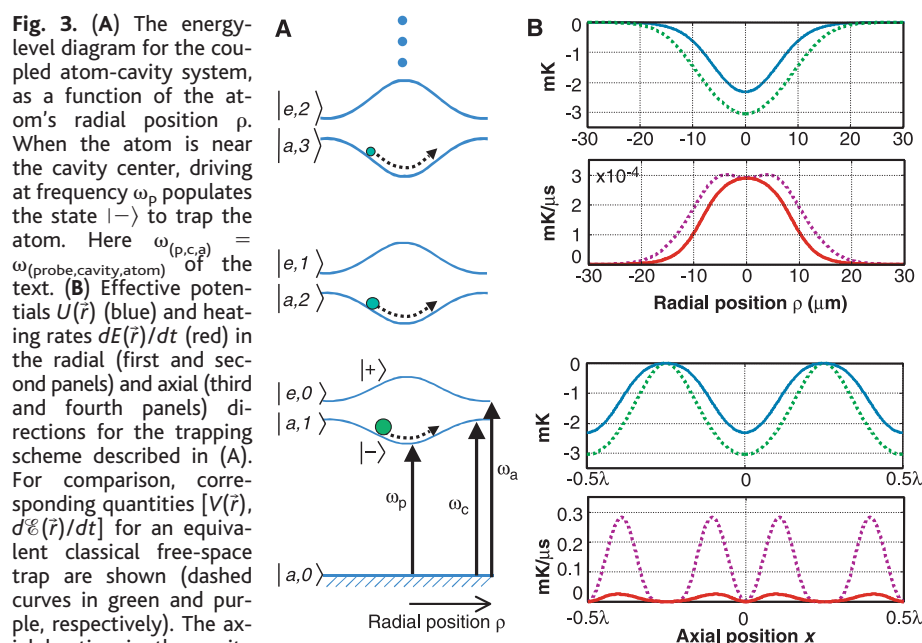 Fig. 3. (A) The energy-
level diagram for the cou-
pled atom-cavity system,
as a function of the at-
om's radial position ρ.
When the atom is near
the cavity center, driving
at frequency ωp populates
the state |−⟩ to trap the
atom. Here ω(p,c,a) =
ω(probe,cavity,atom) of the
text. (B) Effective poten-
tials U(r⃗) (blue) and heat-
ing rates dE(r⃗)/dt (red) in
the radial (first and sec-
ond panels) and axial (third
and fourth panels) di-
rections for the trapping
scheme described in (A).
For comparison, corre-
sponding quantities [V(r⃗),
dℰ(r⃗)/dt] for an equiva-
lent classical free-space
trap are shown (dashed
curves in green and pur-
ple, respectively). The ax-
A
|e,2⟩
|a,3⟩
|e,1⟩
|a,2⟩
|+⟩
|e,0⟩
|a,1⟩
|−⟩
ωp
ωc
ωa
|a,0⟩
Radial position ρ
B
mK
0
-1
-2
-3
-30 -20 -10 0 10 20 30
mK/μs
x10-4
3
2
1
0
-30 -20 -10 0 10 20 30
Radial position ρ (μm)
mK
0
-1
-2
-3
-0.5λ 0 0.5λ
mK/μs
0.3
0.2
0.1
0
-0.5λ 0 0.5λ
Axial position x